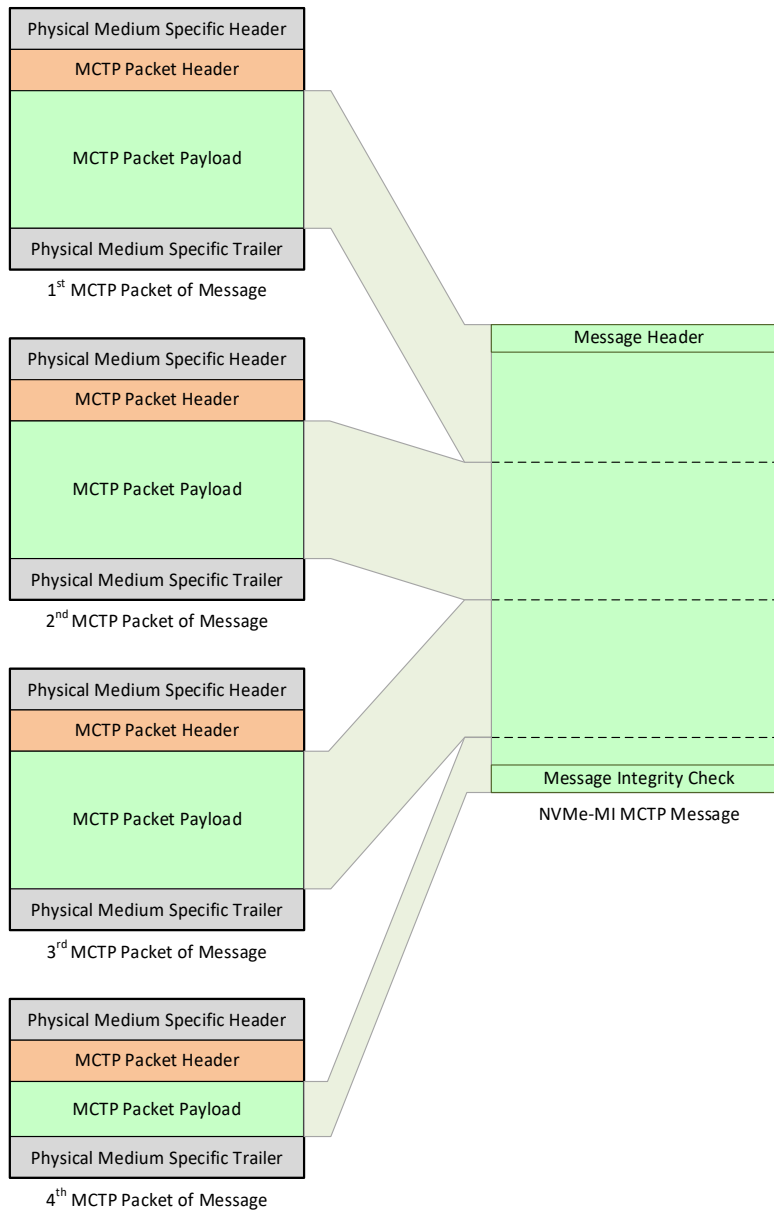 Physical Medium Specific Header
MCTP Packet Header
MCTP Packet Payload
Physical Medium Specific Trailer
1st MCTP Packet of Message
Physical Medium Specific Header
MCTP Packet Header
MCTP Packet Payload
Physical Medium Specific Trailer
2nd MCTP Packet of Message
Physical Medium Specific Header
MCTP Packet Header
MCTP Packet Payload
Physical Medium Specific Trailer
3rd MCTP Packet of Message
Physical Medium Specific Header
MCTP Packet Header
MCTP Packet Payload
Physical Medium Specific Trailer
4th MCTP Packet of Message
Message Header
Message Integrity Check
NVMe-MI MCTP Message